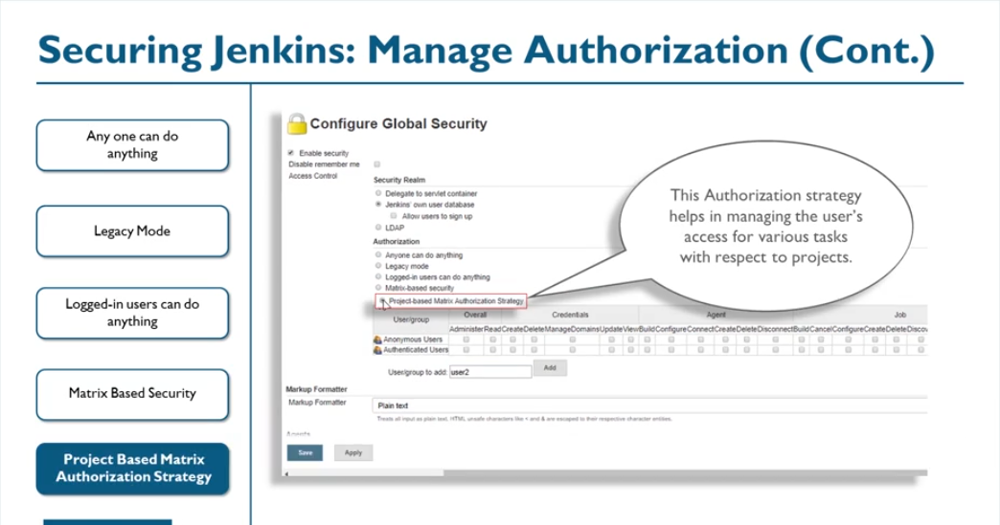 Securing Jenkins: Manage Authorization (Cont.)
Any one can do
anything
Legacy Mode
Logged-in users can do
anything
Matrix Based Security
Project Based Matrix
Authorization Strategy
Configure Global Security
Enable security
Disable remember me
Access Control
Security Realm
Delegate to servlet container
Jenkins' own user database
Allow users to sign up
LDAP
Authorization
Anyone can do anything
Legacy mode
Logged-in users can do anything
Matrix-based security
Project-based Matrix Authorization Strategy
This Authorization strategy
helps in managing the user's
access for various tasks
with respect to projects.
User/group Overall Credentials Agent Job
Administer Read Create Delete ManageDomains Update View Build Configure Connect Create Delete Disconnect Build Cancel Configure Create Delete Discov
Anonymous Users
Authenticated Users
User/group to add: user2 Add
Markup Formatter
Markup Formatter Plain text
Treats all input as plain text. HTML unsafe characters like < and & are escaped to their respective character entities.
Agents
Save Apply